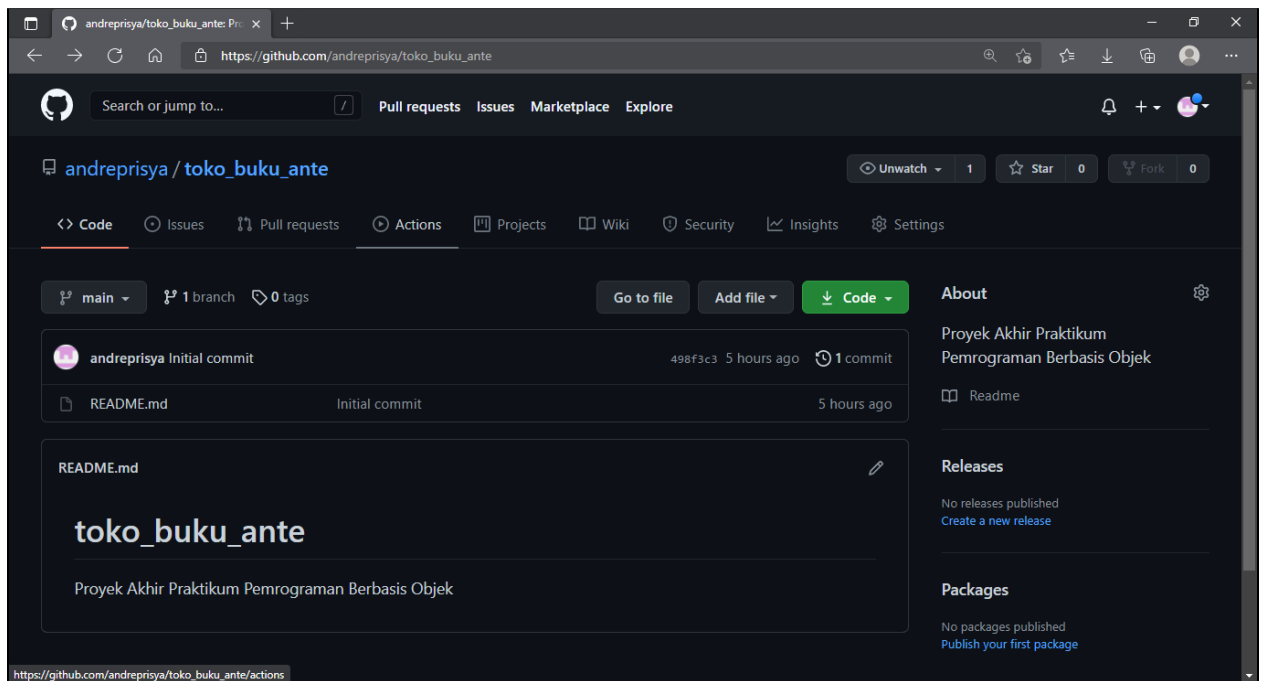 andreprisya/toko_buku_ante: Pro
https://github.com/andreprisya/toko_buku_ante
Search or jump to... / Pull requests Issues Marketplace Explore
andreprisya / toko_buku_ante Unwatch 1 Star 0 Fork 0
Code Issues Pull requests Actions Projects Wiki Security Insights Settings
main 1 branch 0 tags Go to file Add file Code
andreprisya Initial commit 498f3c3 5 hours ago 1 commit
README.md Initial commit 5 hours ago
README.md
toko_buku_ante
Proyek Akhir Praktikum Pemrograman Berbasis Objek
About
Proyek Akhir Praktikum
Pemrograman Berbasis Objek
Readme
Releases
No releases published
Create a new release
Packages
No packages published
Publish your first package
https://github.com/andreprisya/toko_buku_ante/actions